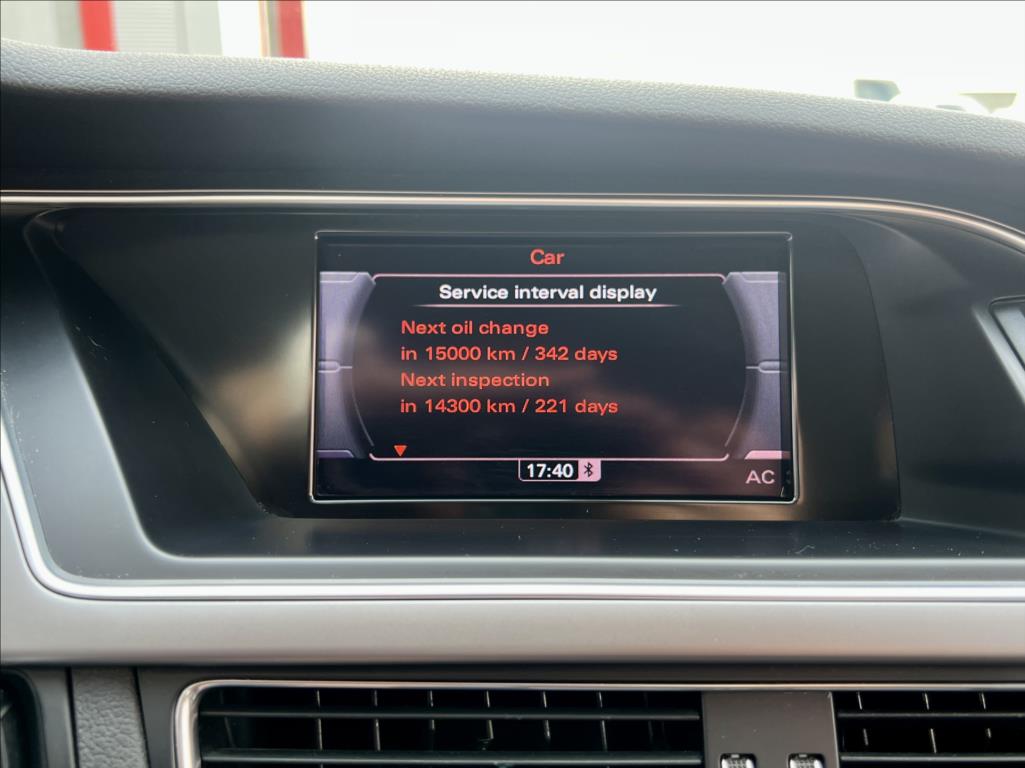 Car
Service interval display
Next oil change
in 15000 km / 342 days
Next inspection
in 14300 km / 221 days
17:40
AC